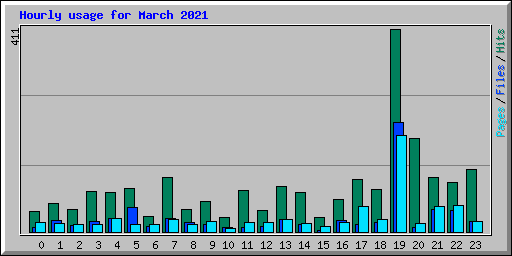 Hourly usage for March 2021
411
Pages/Files/Hits
0 1 2 3 4 5 6 7 8 9 10 11 12 13 14 15 16 17 18 19 20 21 22 23